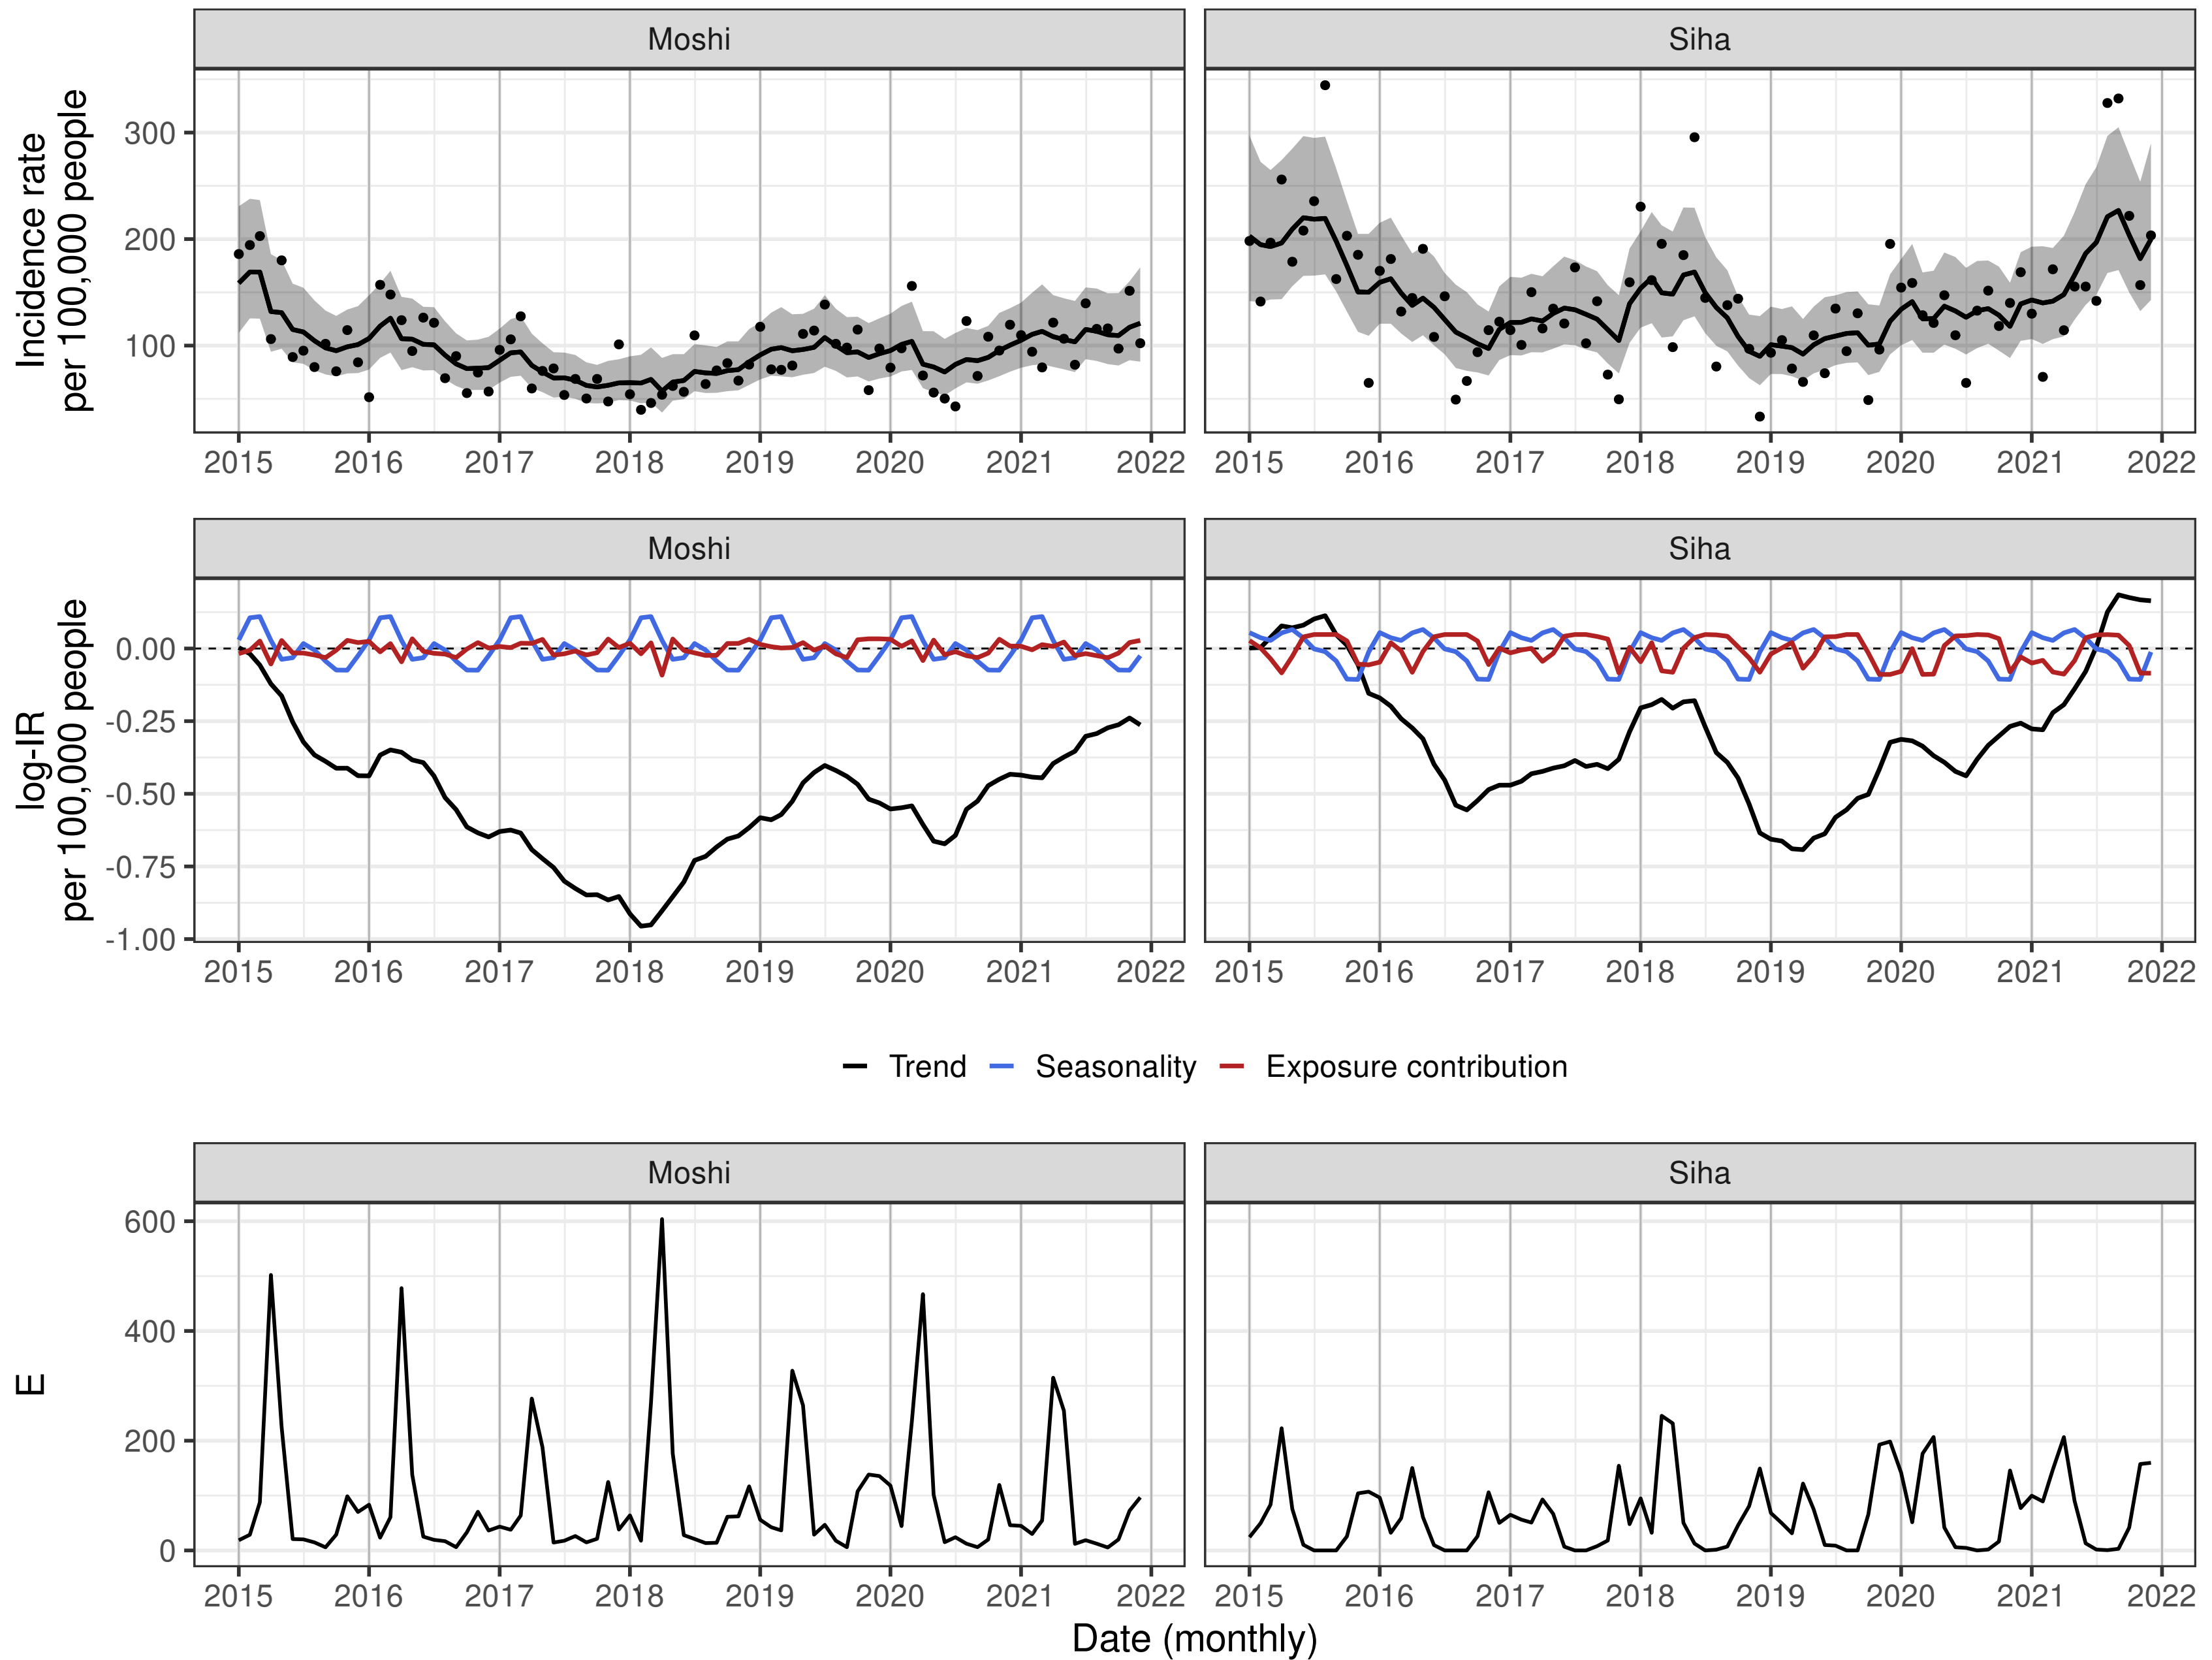 Moshi Siha
Incidence rate
per 100,000 people
300
200
100
2015 2016 2017 2018 2019 2020 2021 2022 2015 2016 2017 2018 2019 2020 2021 2022
Moshi Siha
log-IR
per 100,000 people
0.00
-0.25
-0.50
-0.75
-1.00
2015 2016 2017 2018 2019 2020 2021 2022 2015 2016 2017 2018 2019 2020 2021 2022
Trend Seasonality Exposure contribution
Moshi Siha
E
600
400
200
0
2015 2016 2017 2018 2019 2020 2021 2022 2015 2016 2017 2018 2019 2020 2021 2022
Date (monthly)